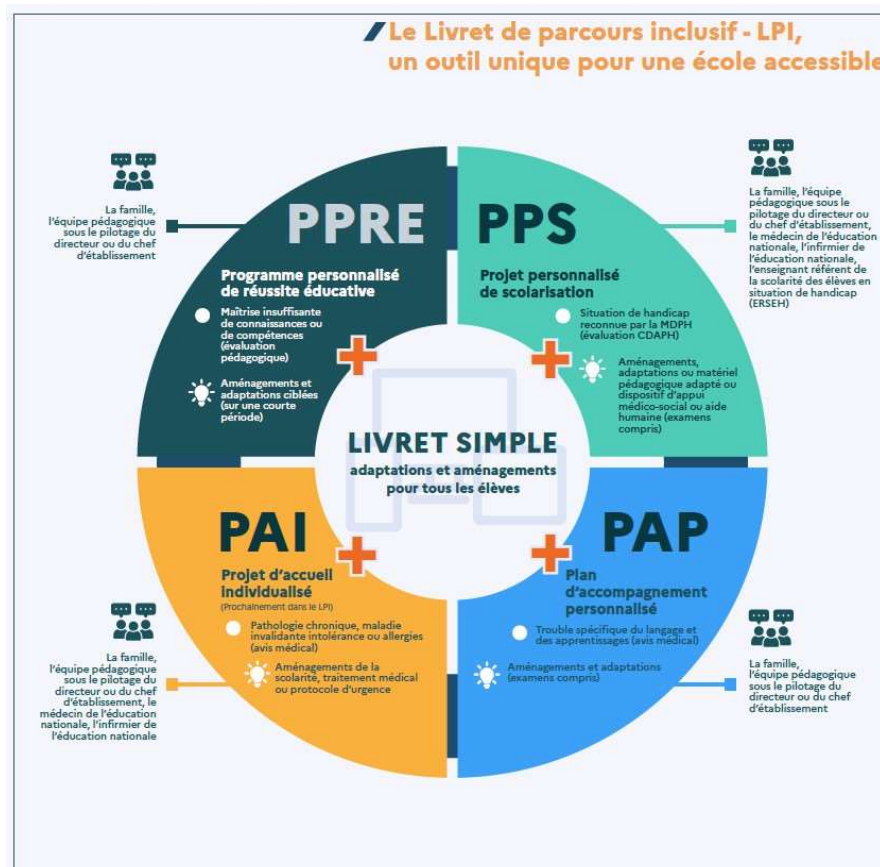 Le Livret de parcours inclusif - LPI,
un outil unique pour une école accessible
La famille,
l'équipe pédagogique
sous le pilotage du
directeur ou du chef
d'établissement
PPRE
Programme personnalisé
de réussite éducative
Maîtrise insuffisante
de connaissances ou
de compétences
(évaluation
pédagogique)
Aménagements et
adaptations ciblées
(sur une courte
période)
PPS
Projet personnalisé
de scolarisation
Situation de handicap
reconnue par la MDPH
(évaluation CDAPH)
Aménagements,
adaptations ou matériel
pédagogique adapté ou
dispositif d'appui
médico-social ou aide
humaine (examens
compris)
La famille, l'équipe
pédagogique sous le
pilotage du directeur ou
du chef d'établissement,
le médecin de l'éducation
nationale, l'infirmier de
l'éducation nationale,
l'enseignant référent de
la scolarité des élèves en
situation de handicap
(ERSEH)
LIVRET SIMPLE
adaptations et aménagements
pour tous les élèves
PAI
Projet d'accueil
individualisé
(Prochainement dans le LPI)
Pathologie chronique, maladie
invalidante intolérance ou allergies
(avis médical)
Aménagements de la
scolarité, traitement médical
ou protocole d'urgence
La famille,
l'équipe pédagogique
sous le pilotage du
directeur ou du chef
d'établissement, le
médecin de l'éducation
nationale, l'infirmier de
l'éducation nationale
PAP
Plan
d'accompagnement
personnalisé
Trouble spécifique du langage et
des apprentissages (avis médical)
Aménagements et adaptations
(examens compris)
La famille,
l'équipe pédagogique
sous le pilotage du
directeur ou du chef
d'établissement